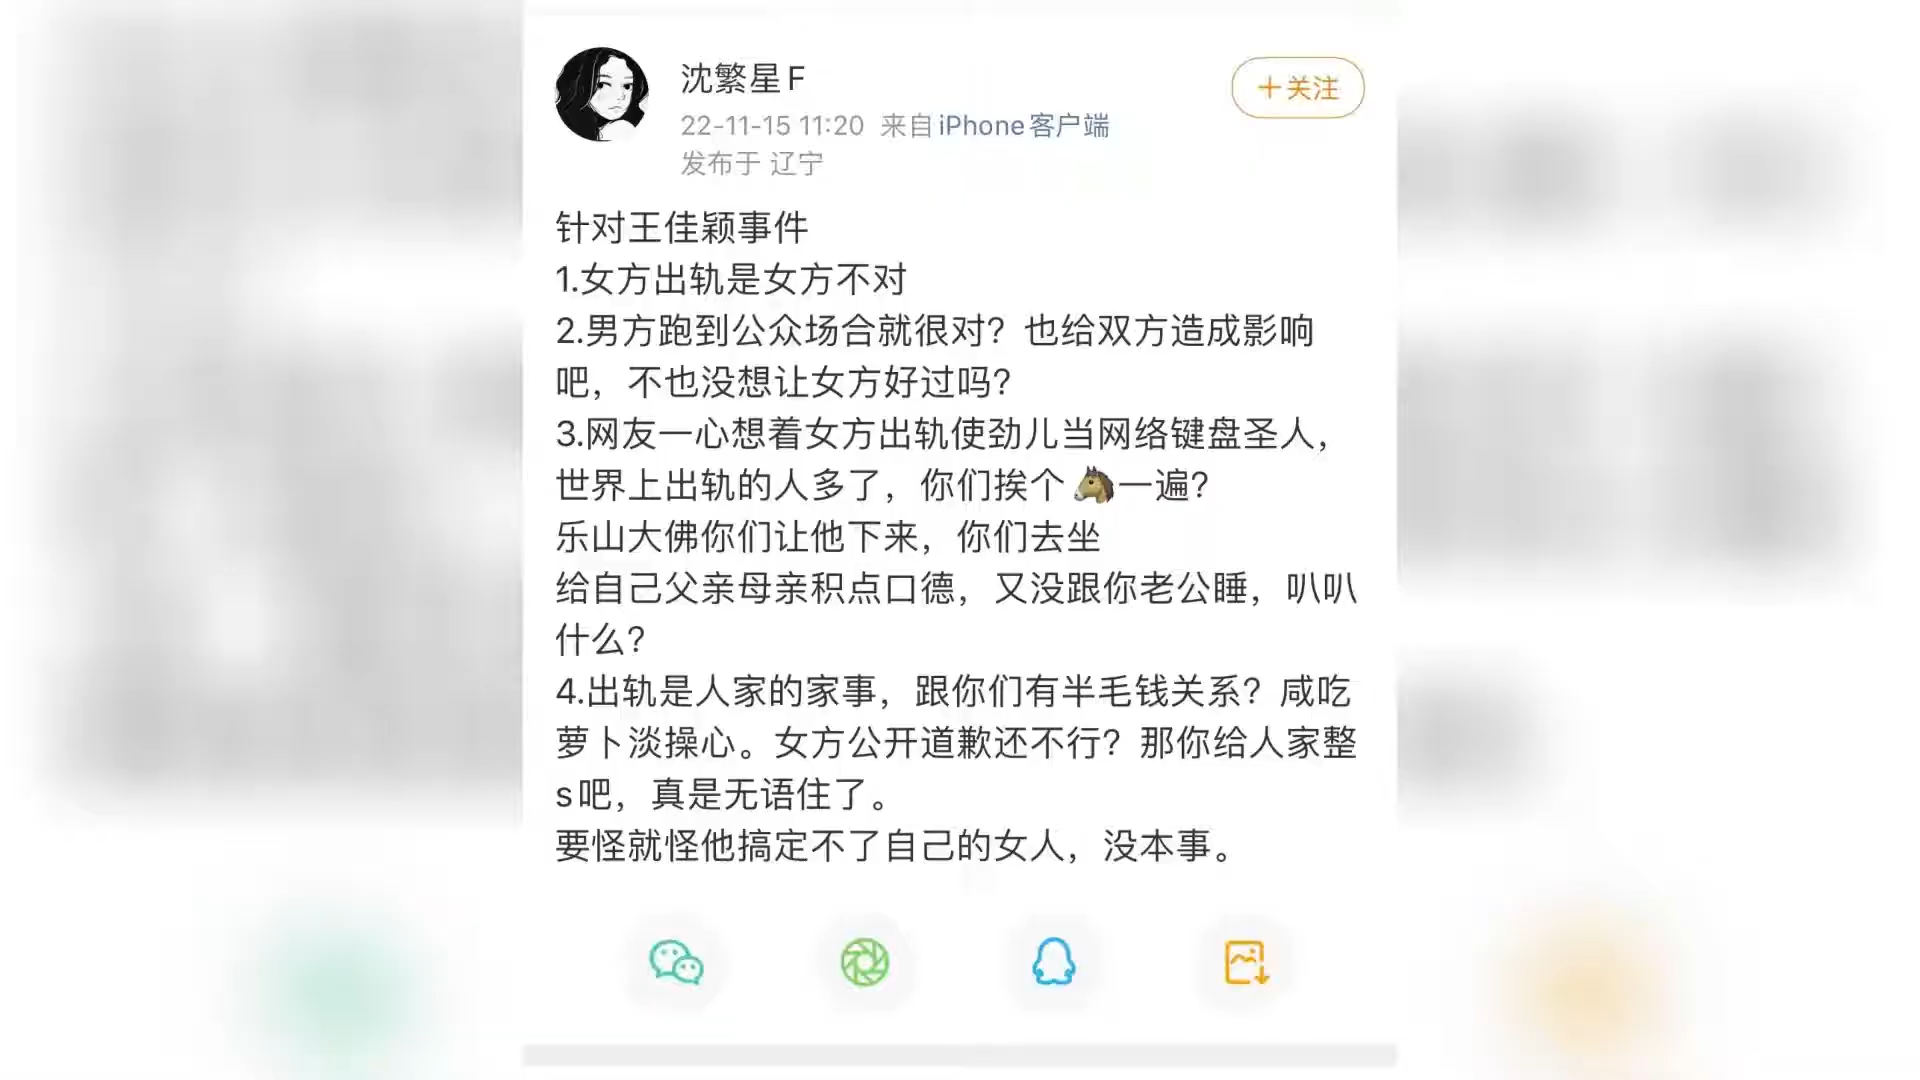 沈繁星F
＋关注
22-11-15 11:20 来自iPhone客户端
发布于 辽宁
针对王佳颖事件
1.女方出轨是女方不对
2.男方跑到公众场合就很对？也给双方造成影响
吧，不也没想让女方好过吗？
3.网友一心想着女方出轨使劲儿当网络键盘圣人，
世界上出轨的人多了，你们挨个🐴一遍？
乐山大佛你们让他下来，你们去坐
给自己父亲母亲积点口德，又没跟你老公睡，叭叭
什么？
4.出轨是人家的家事，跟你们有半毛钱关系？咸吃
萝卜淡操心。女方公开道歉还不行？那你给人家整
s吧，真是无语住了。
要怪就怪他搞定不了自己的女人，没本事。